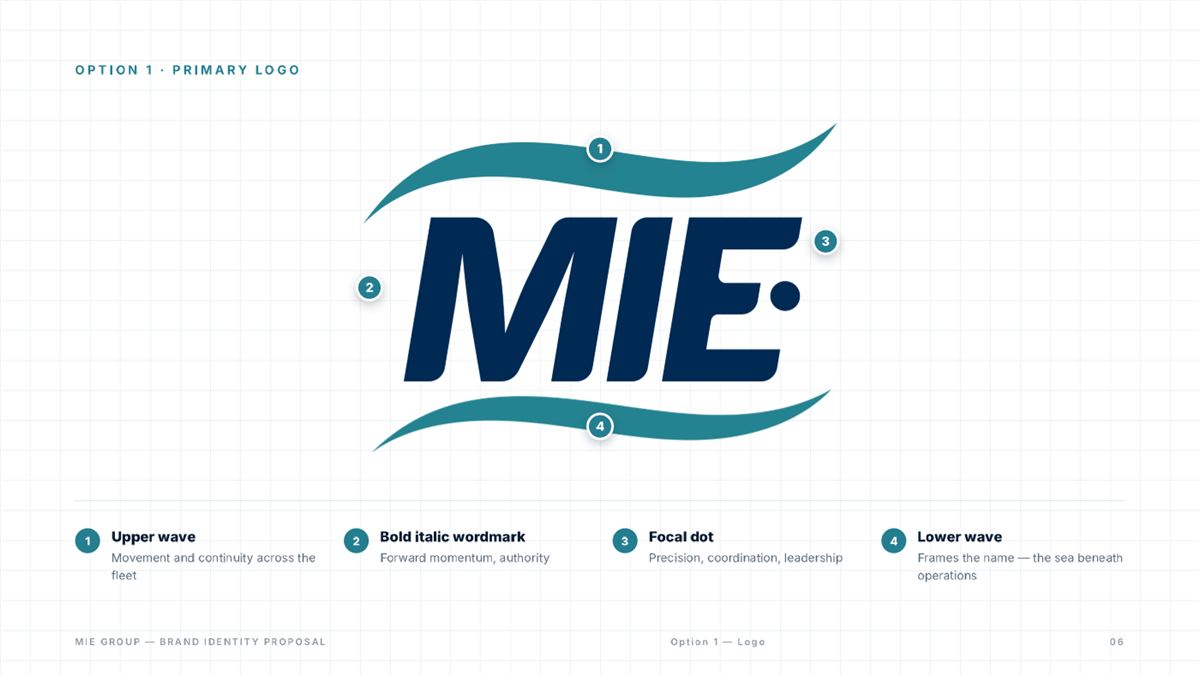 OPTION 1 · PRIMARY LOGO
1
MIE
3
2
4
1 Upper wave
Movement and continuity across the
fleet
2 Bold italic wordmark
Forward momentum, authority
3 Focal dot
Precision, coordination, leadership
4 Lower wave
Frames the name — the sea beneath
operations
MIE GROUP — BRAND IDENTITY PROPOSAL
Option 1 — Logo
06